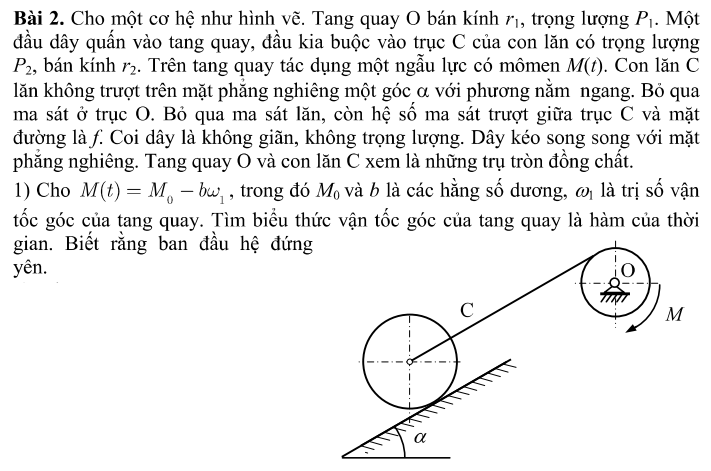 Bài 2. Cho một cơ hệ như hình vẽ. Tang quay O bán kính r₁, trọng lượng P₁. Một
đầu dây quấn vào tang quay, đầu kia buộc vào trục C của con lăn có trọng lượng
P₂, bán kính r₂. Trên tang quay tác dụng một ngẫu lực có mômen M(t). Con lăn C
lăn không trượt trên mặt phẳng nghiêng một góc α với phương nằm ngang. Bỏ qua
ma sát ở trục O. Bỏ qua ma sát lăn, còn hệ số ma sát trượt giữa trục C và mặt
đường là f. Coi dây là không giãn, không trọng lượng. Dây kéo song song với mặt
phẳng nghiêng. Tang quay O và con lăn C xem là những trụ tròn đồng chất.
1) Cho M(t) = M₀ − bω₁, trong đó M₀ và b là các hằng số dương, ω₁ là trị số vận
tốc góc của tang quay. Tìm biểu thức vận tốc góc của tang quay là hàm của thời
gian. Biết rằng ban đầu hệ đứng
yên.
O
C
M
α